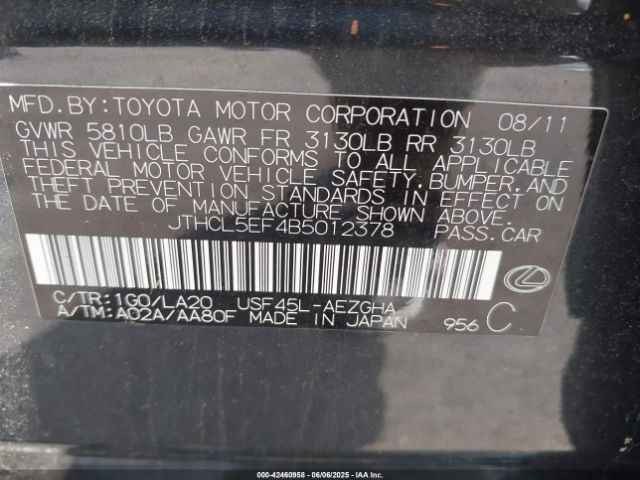 MFD.BY:TOYOTA MOTOR CORPORATION 08/11
GVWR 5810LB GAWR FR 3130LB RR 3130LB
THIS VEHICLE CONFORMS TO ALL APPLICABLE
FEDERAL MOTOR VEHICLE SAFETY,BUMPER,AND
THEFT PREVENTION STANDARDS IN EFFECT ON
THE DATE OF MANUFACTURE SHOWN ABOVE.
JTHCL5EF4B5012378 PASS.CAR
C/TR:1G0/LA20 USF45L-AEZGHA
A/TM:A02A/AA80F MADE IN JAPAN 956 C
000-42460958 - 06/06/2025 - IAA Inc.